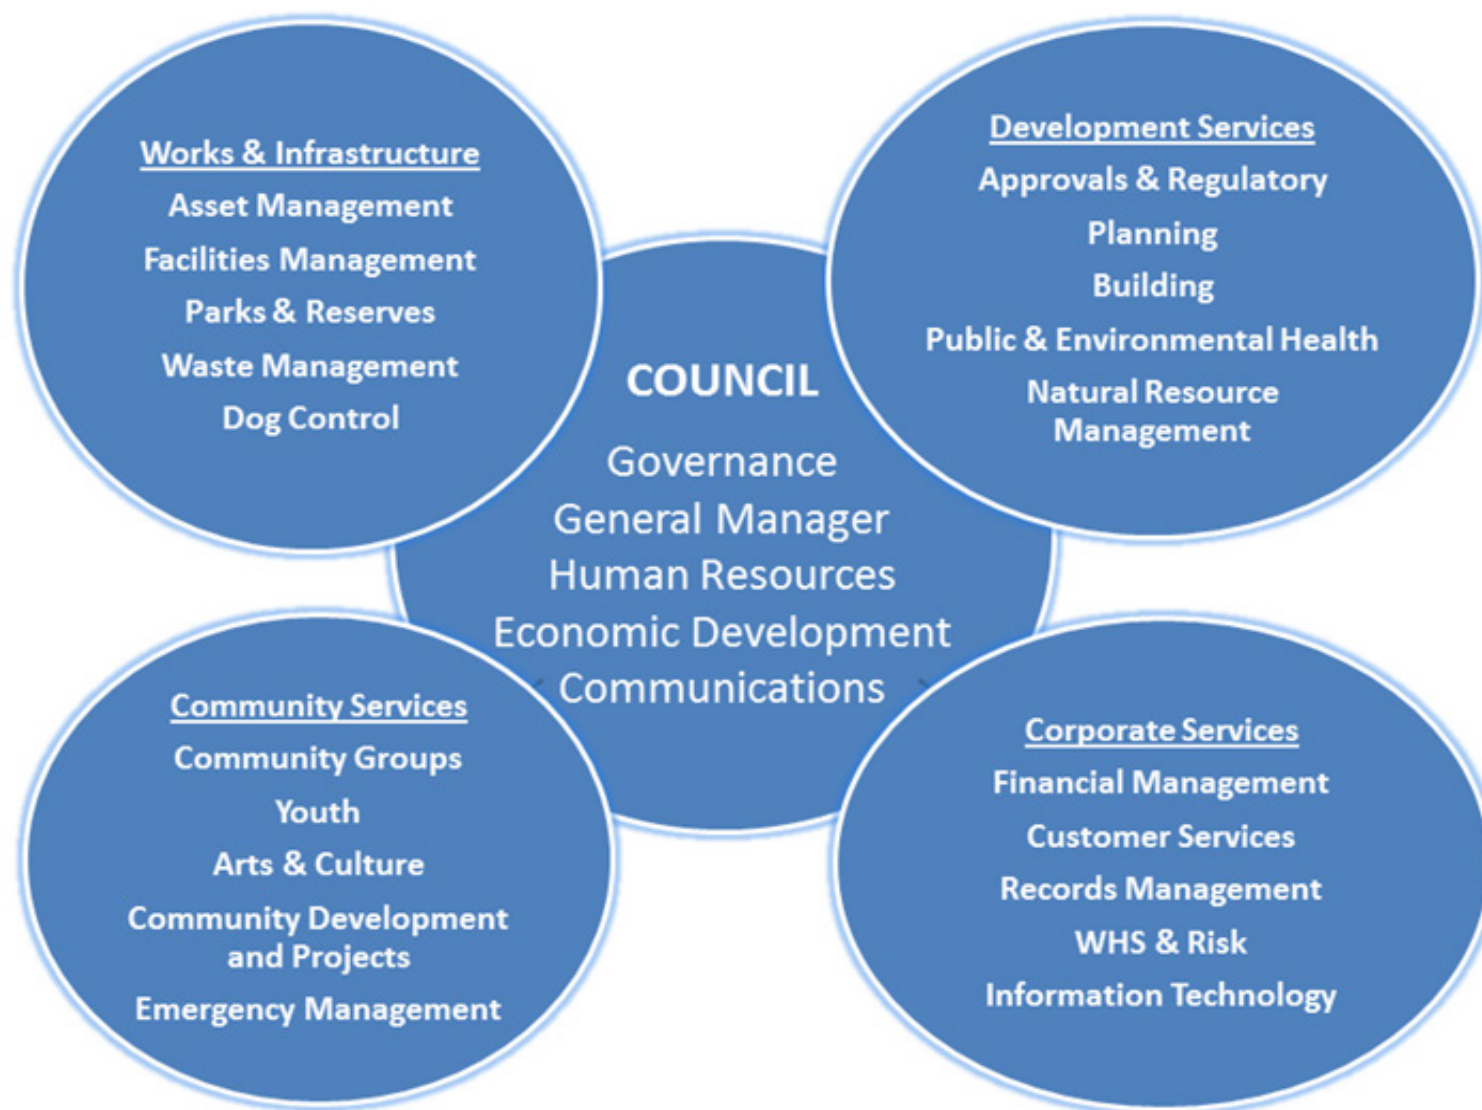 Works & Infrastructure
Asset Management
Facilities Management
Parks & Reserves
Waste Management
Dog Control
Development Services
Approvals & Regulatory
Planning
Building
Public & Environmental Health
Natural Resource
Management
COUNCIL
Governance
General Manager
Human Resources
Economic Development
Communications
Community Services
Community Groups
Youth
Arts & Culture
Community Development
and Projects
Emergency Management
Corporate Services
Financial Management
Customer Services
Records Management
WHS & Risk
Information Technology